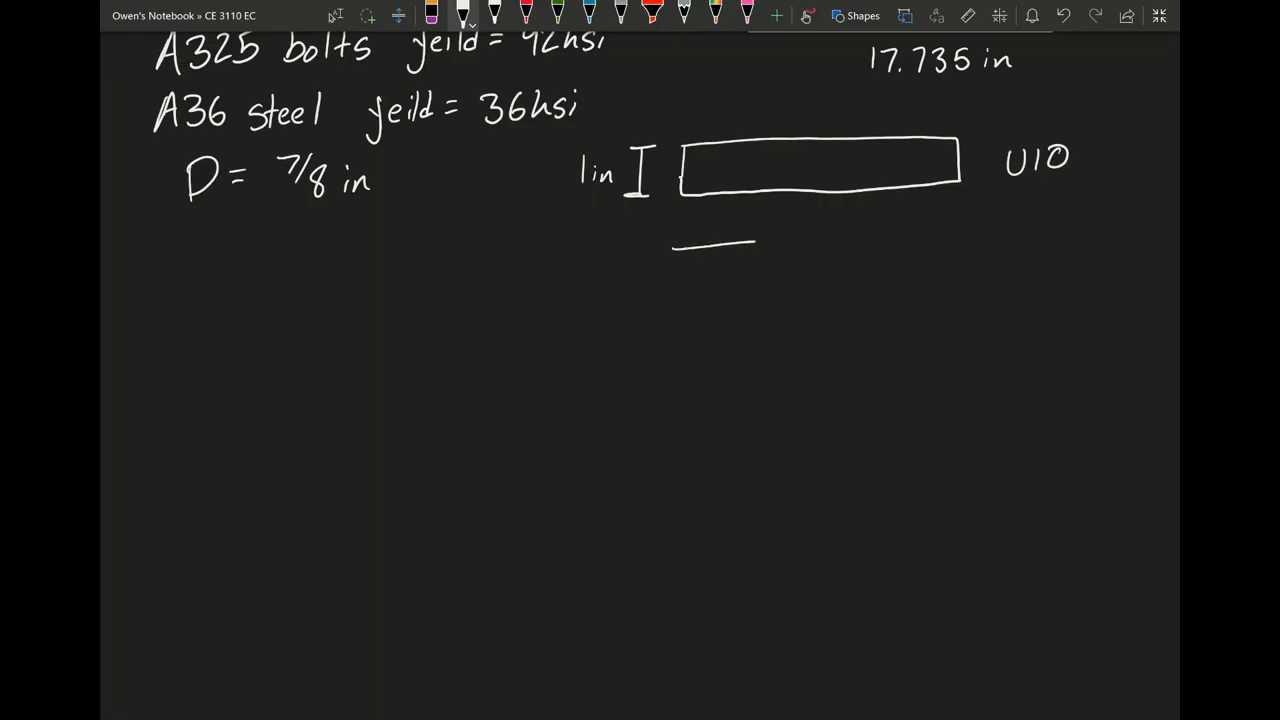 Owen's Notebook » CE 3110 EC
Shapes
A325 bolts yeild = 92ksi
17.735 in
A36 steel yeild = 36ksi
D = 7/8 in
1in
U10